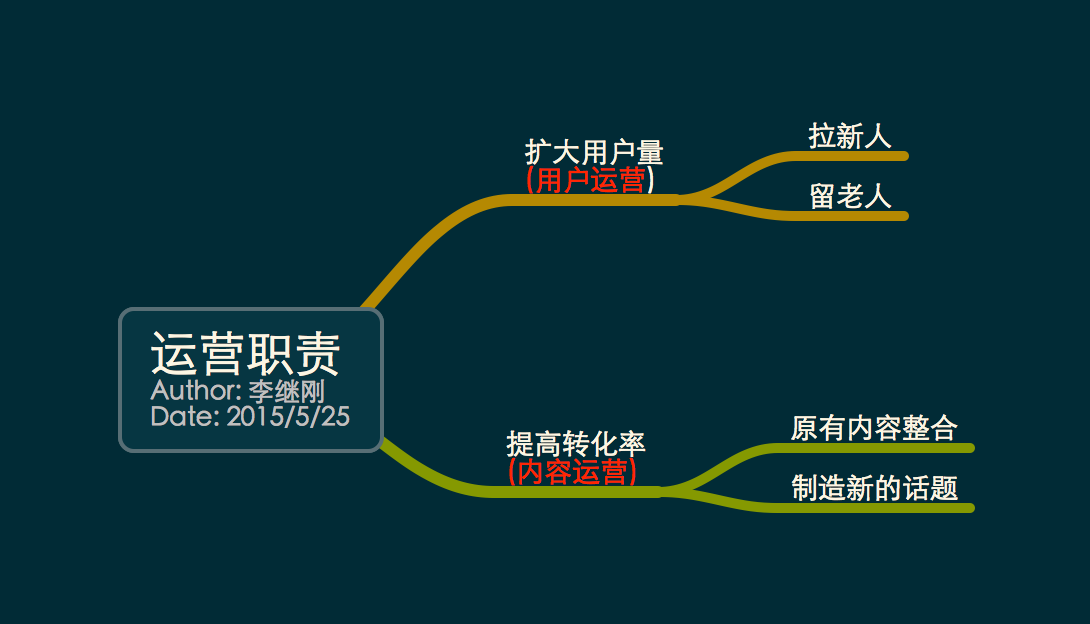 运营职责
Author: 李继刚
Date: 2015/5/25
扩大用户量
(用户运营)
拉新人
留老人
提高转化率
(内容运营)
原有内容整合
制造新的话题